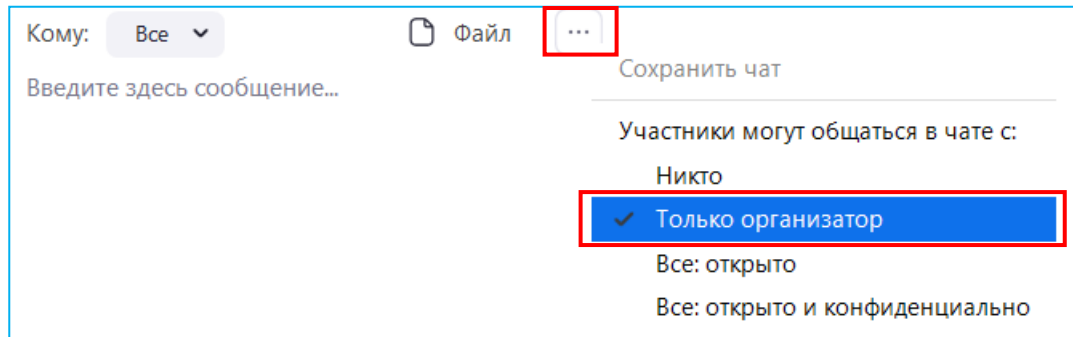 Кому: Все Файл ...
Сохранить чат
Введите здесь сообщение...
Участники могут общаться в чате с:
Никто
Только организатор
Все: открыто
Все: открыто и конфиденциально